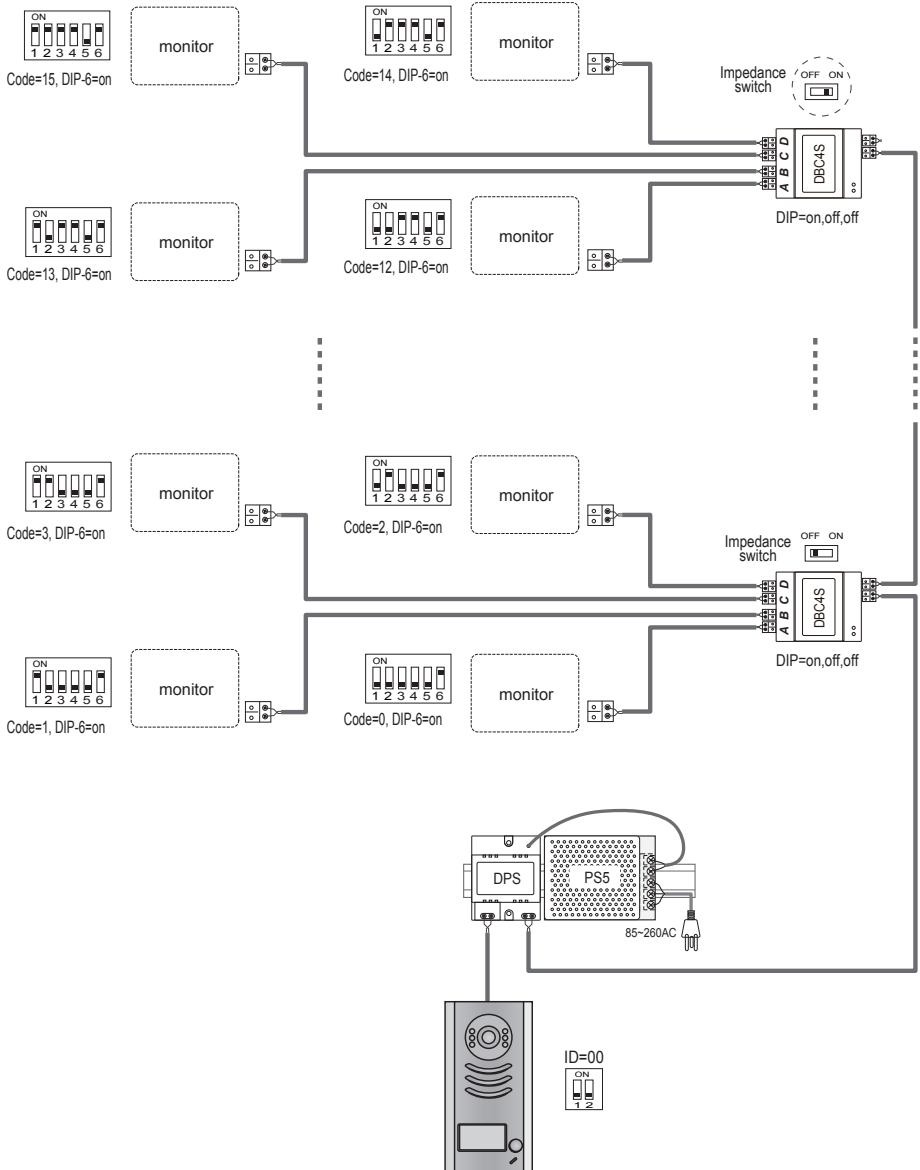 ON
1 2 3 4 5 6
Code=15, DIP-6=on
monitor
ON
1 2 3 4 5 6
Code=14, DIP-6=on
monitor
Impedance
switch
OFF ON
A B C D
DBC4S
DIP=on,off,off
ON
1 2 3 4 5 6
Code=13, DIP-6=on
monitor
ON
1 2 3 4 5 6
Code=12, DIP-6=on
monitor
ON
1 2 3 4 5 6
Code=3, DIP-6=on
monitor
ON
1 2 3 4 5 6
Code=2, DIP-6=on
monitor
Impedance
switch
OFF ON
A B C D
DBC4S
DIP=on,off,off
ON
1 2 3 4 5 6
Code=1, DIP-6=on
monitor
ON
1 2 3 4 5 6
Code=0, DIP-6=on
monitor
DPS
PS5
85~260AC
ID=00
ON
1 2